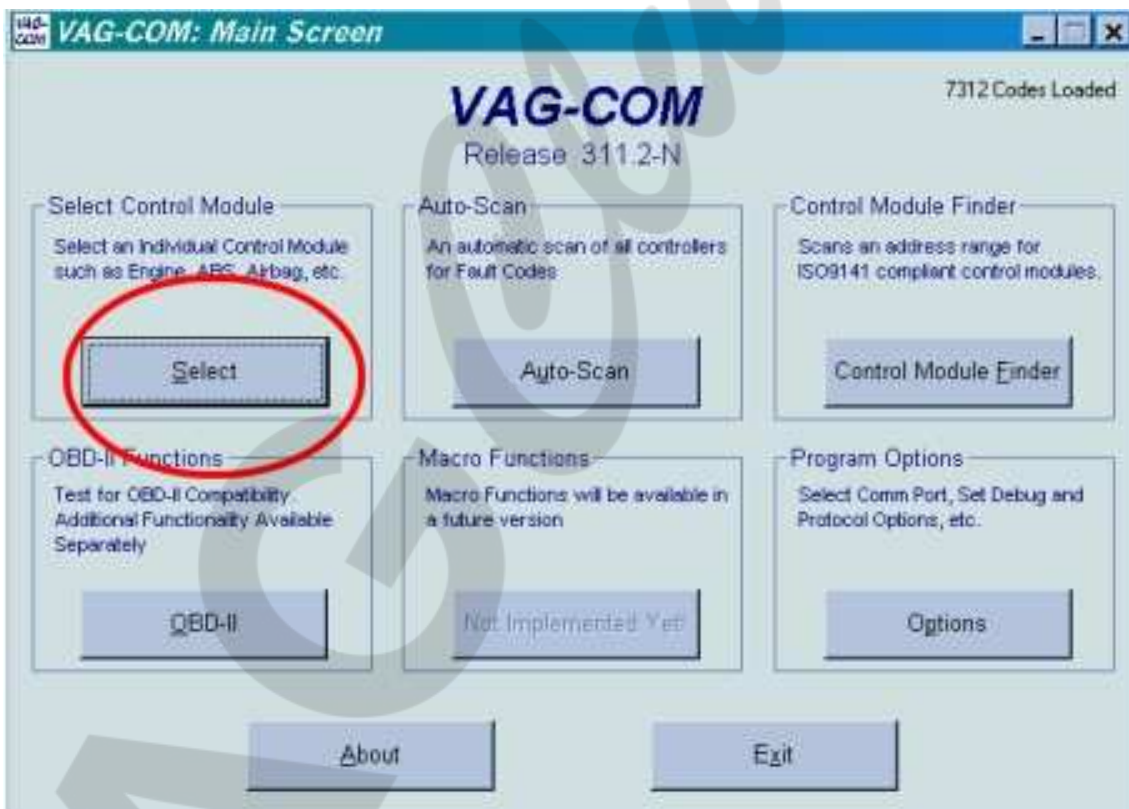 VAG-COM
VAG-COM: Main Screen
VAG-COM
7312 Codes Loaded
Release 311.2-N
Select Control Module
Select an Individual Control Module
such as Engine, ABS, Airbag, etc.
Select
Auto-Scan
An automatic scan of all controllers
for Fault Codes
Auto-Scan
Control Module Finder
Scans an address range for
ISO9141 compliant control modules.
Control Module Finder
OBD-II Functions
Test for OBD-II Compatibility.
Additional Functionality Available
Separately
OBD-II
Macro Functions
Macro Functions will be available in
a future version
Not Implemented Yet!
Program Options
Select Comm Port, Set Debug and
Protocol Options, etc.
Options
About
Exit